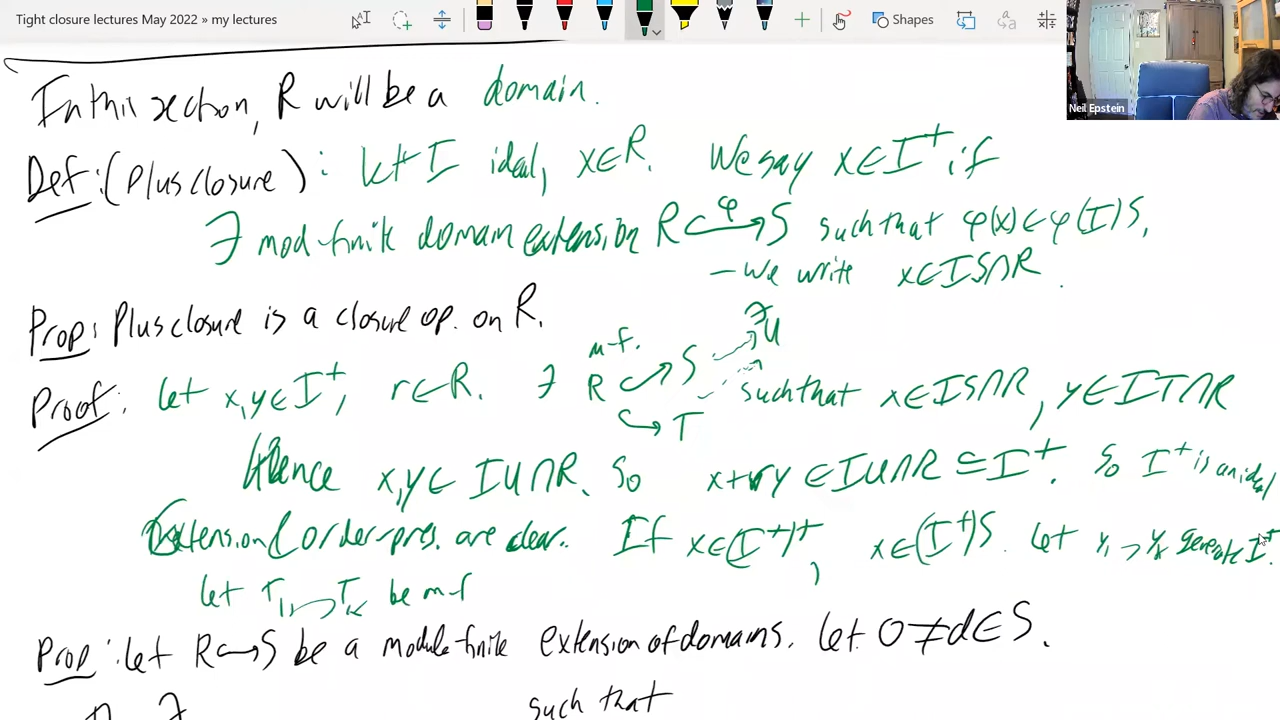 Tight closure lectures May 2022 » my lectures
Shapes
Neil Epstein
In this section, R will be a domain.
Def: (Plus closure): Let I ideal, x∈R. We say x∈I⁺ if
∃ mod-finite domain extension R ↪ S such that φ(x)∈φ(I)S.
φ
– we write x∈IS∩R.
Prop: Plus closure is a closure op. on R.
Proof: Let x,y∈I⁺, r∈R. ∃ R ↪ S ⇢ ∃U such that x∈IS∩R, y∈IT∩R
m-f.
↪ T
Hence x,y∈IU∩R. So x+ry∈IU∩R⊆I⁺. So I⁺ is an ideal
Extension & order-pres. are clear. If x∈(I⁺)⁺, x∈(I⁺)S. Let y₁→yₖ generate I⁺.
Let T₁→Tₖ be m-f
Prop: Let R↪S be a module finite extension of domains. Let 0≠d∈S.
∃ such that